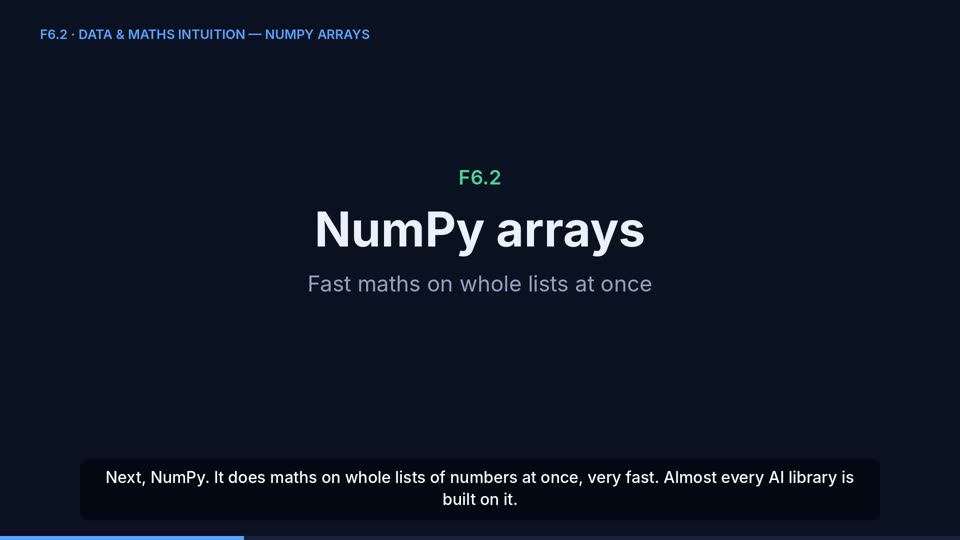 F6.2 · DATA & MATHS INTUITION — NUMPY ARRAYS
F6.2
NumPy arrays
Fast maths on whole lists at once
Next, NumPy. It does maths on whole lists of numbers at once, very fast. Almost every AI library is
built on it.